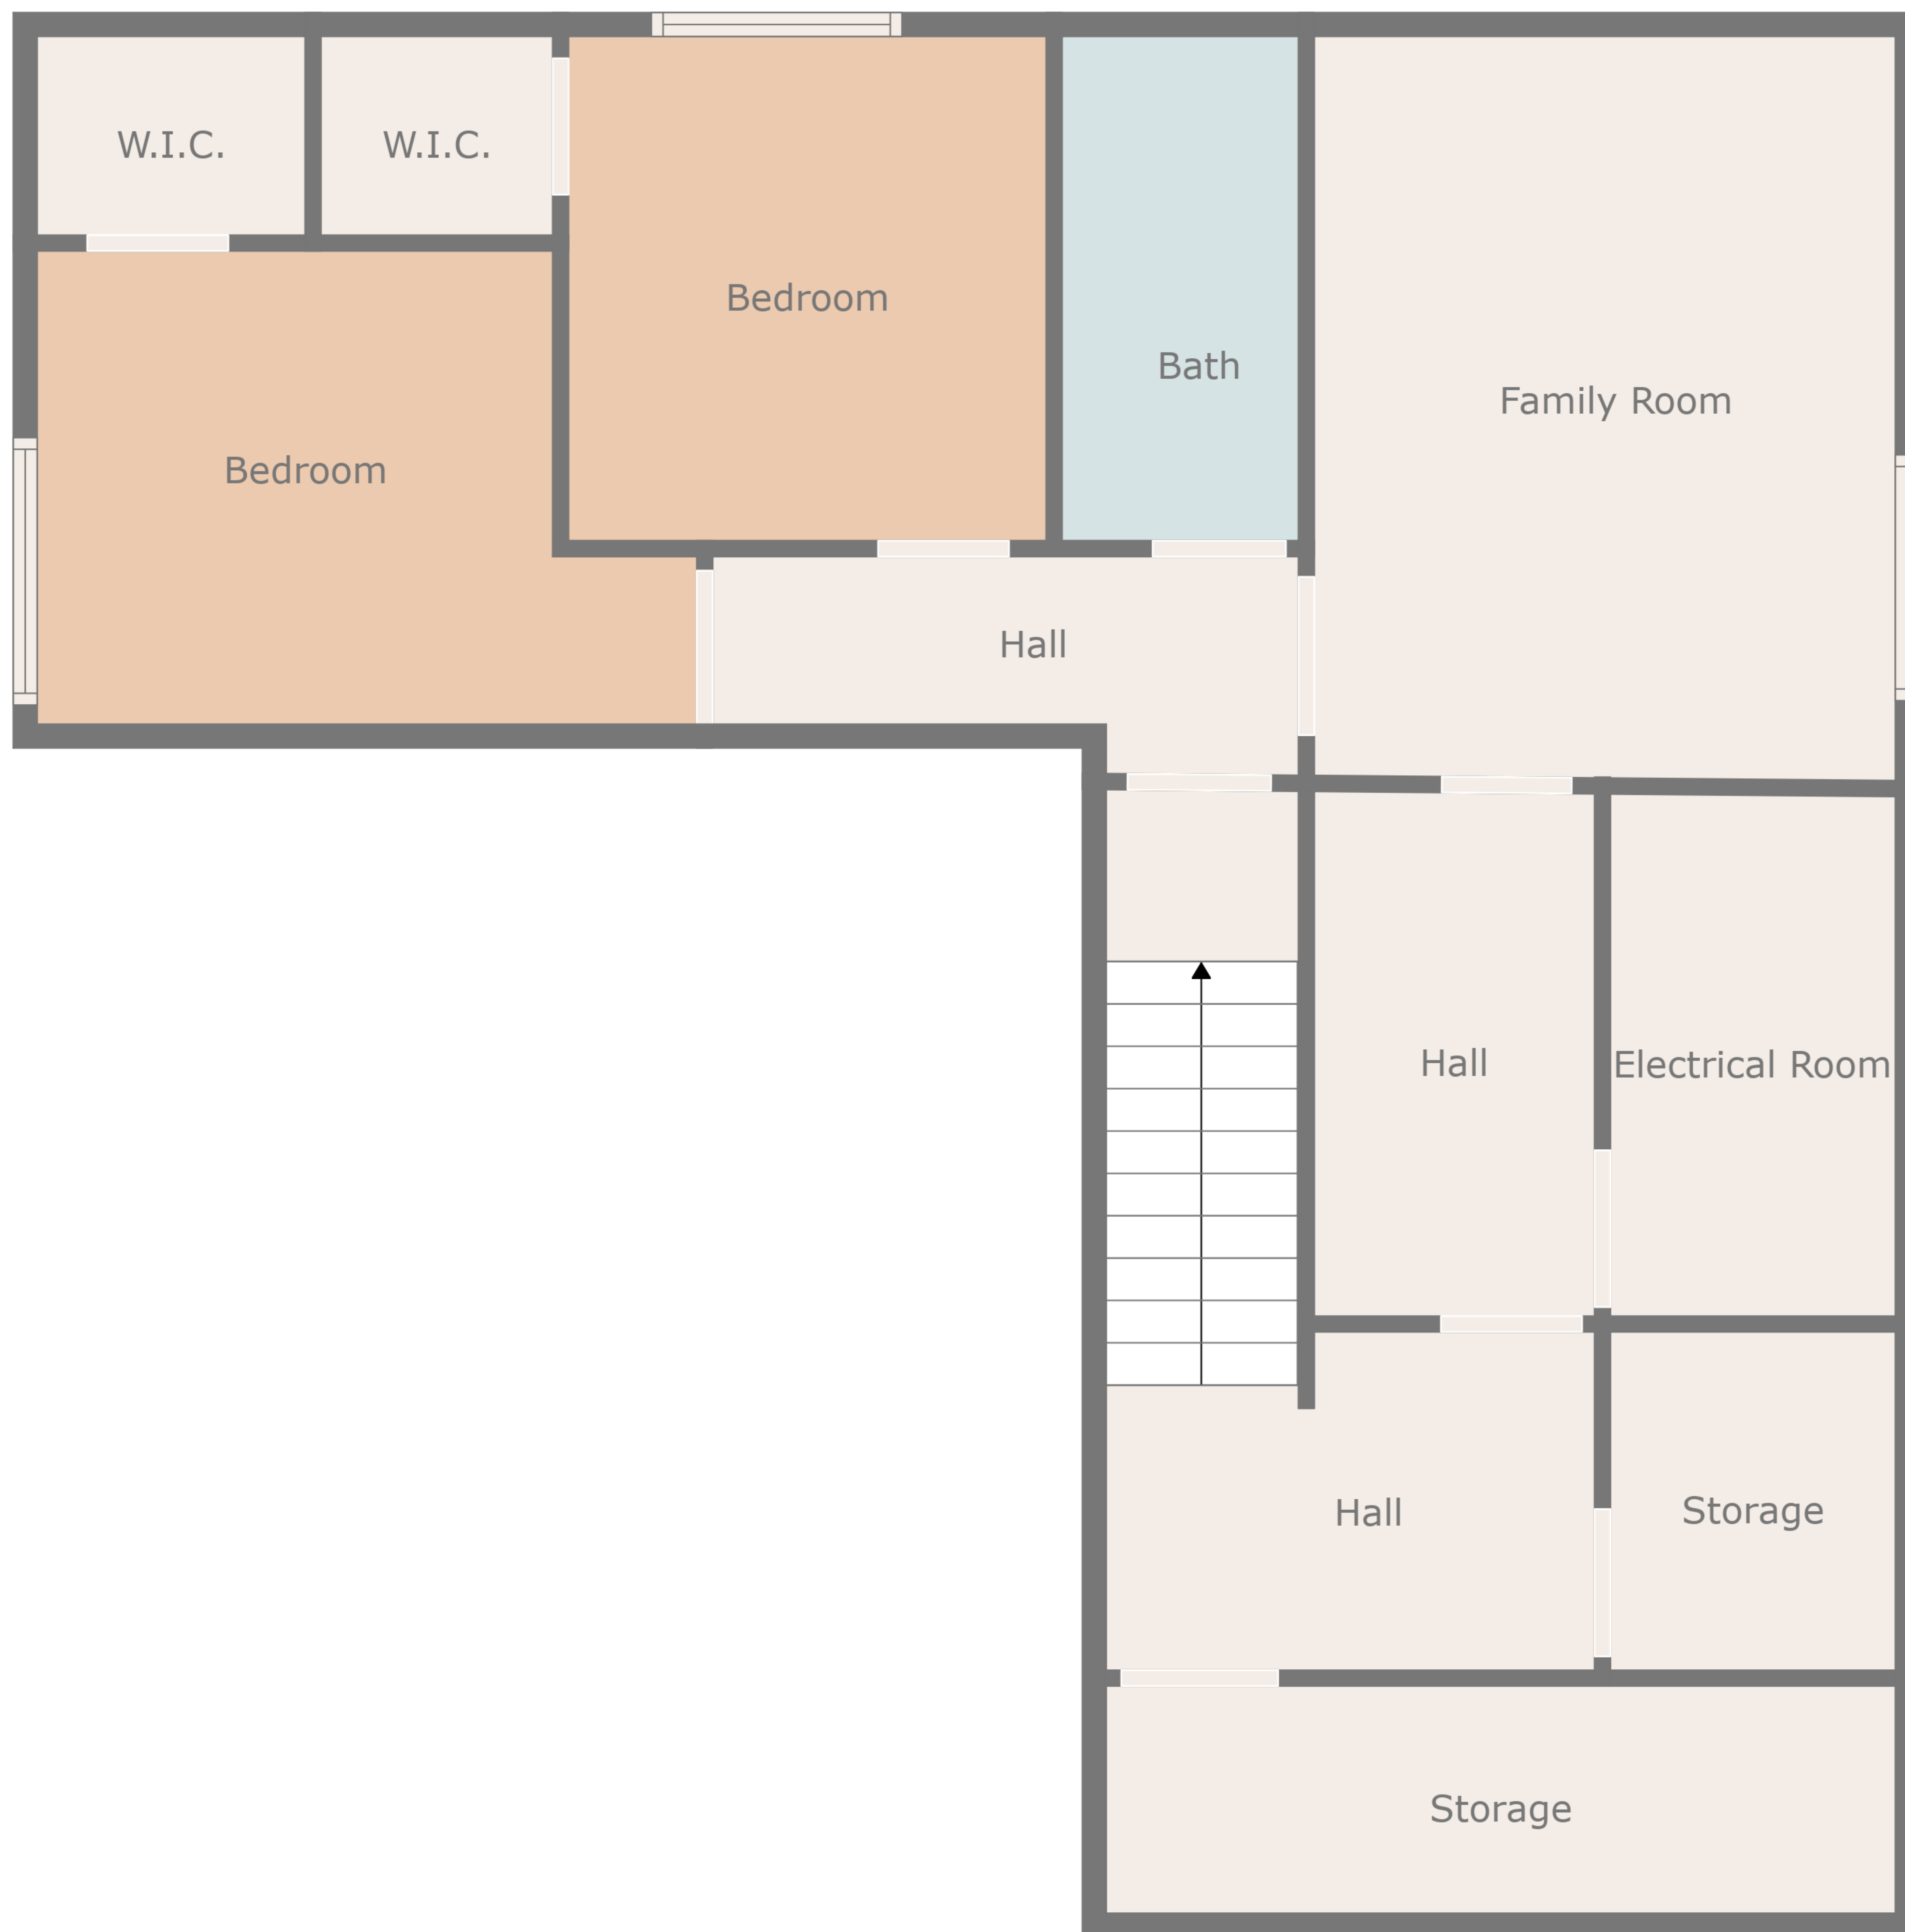 W.I.C.
W.I.C.
Bedroom
Bath
Family Room
Bedroom
Hall
Hall
Electrical Room
Hall
Storage
Storage